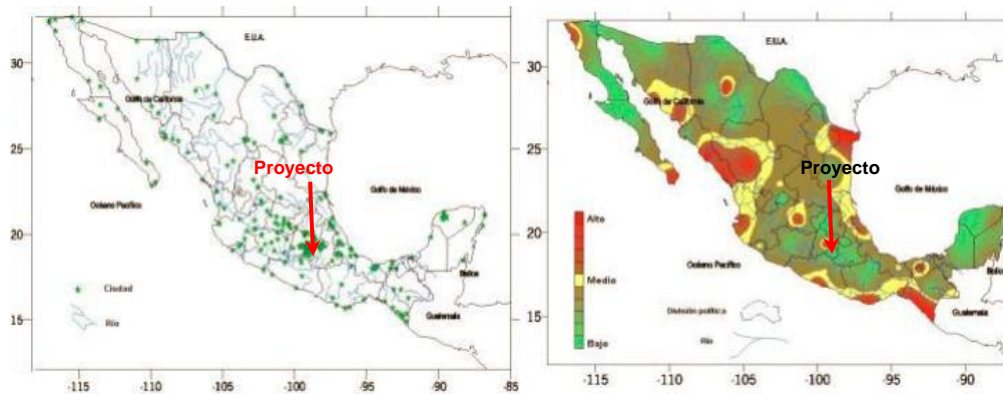 E.U.A.
30
Golfo de California
25
Proyecto
Golfo de México
Océano Pacífico
20
Belice
Ciudad
Río
Guatemala
15
-115 -110 -105 -100 -95 -90 -85
E.U.A.
30
Golfo de California
25
Proyecto
Golfo de México
Alto
20
Océano Pacífico
Belice
Medio
Guatemala
División política
15
Río
Bajo
-115 -110 -105 -100 -95 -90